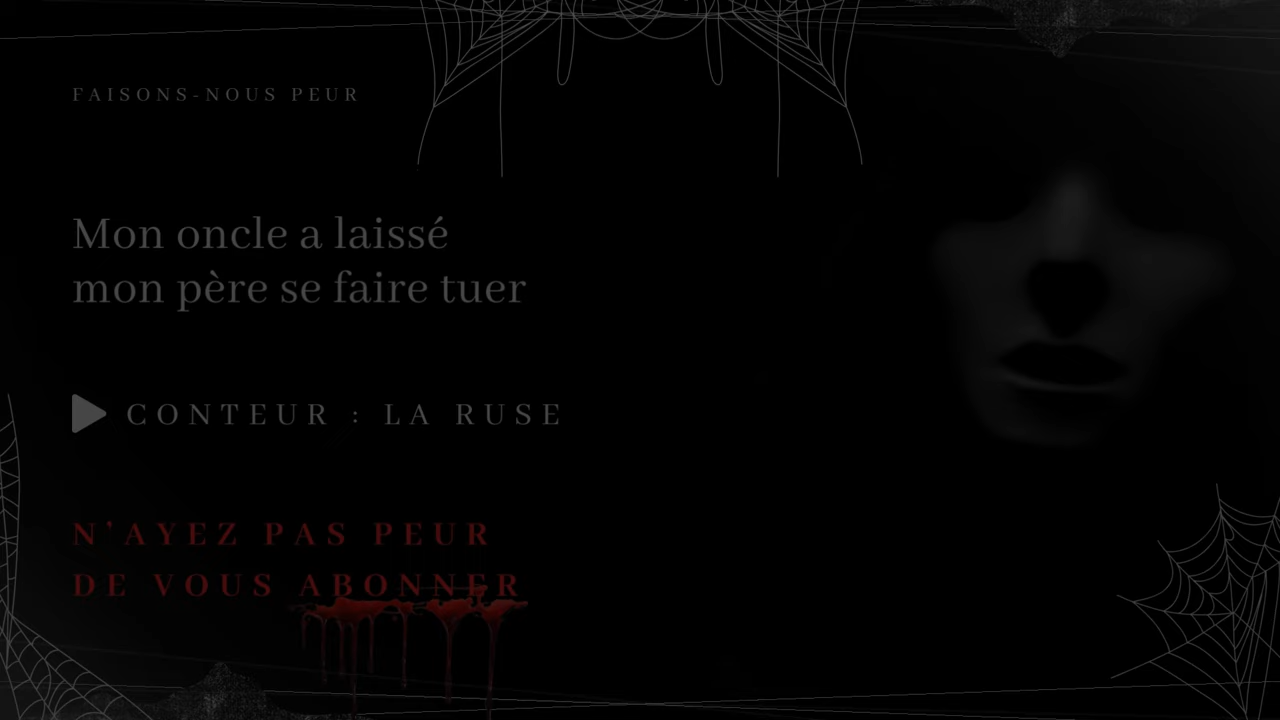 FAISONS-NOUS PEUR
Mon oncle a laissé
mon père se faire tuer
CONTEUR : LA RUSE
N'AYEZ PAS PEUR
DE VOUS ABONNER